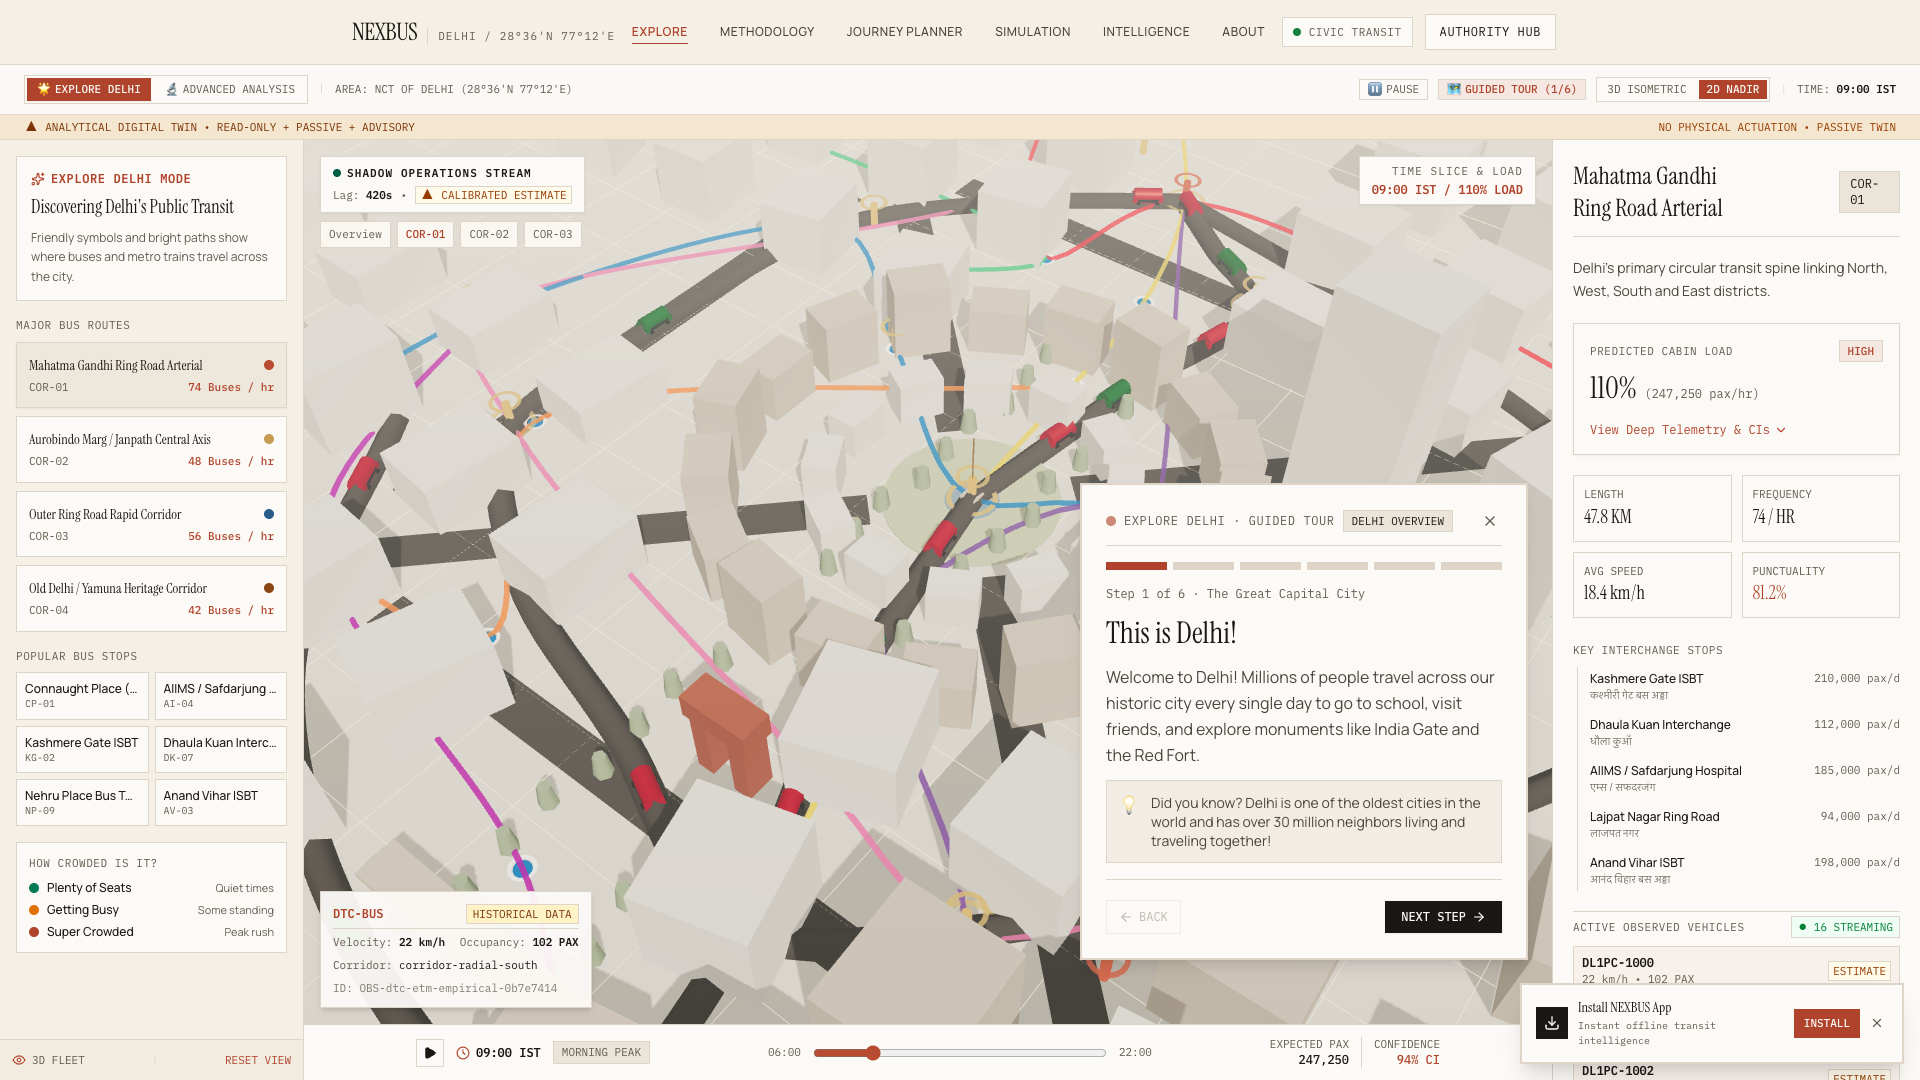 NEXBUS
DELHI / 28°36'N 77°12'E
EXPLORE
METHODOLOGY
JOURNEY PLANNER
SIMULATION
INTELLIGENCE
ABOUT
CIVIC TRANSIT
AUTHORITY HUB
EXPLORE DELHI
ADVANCED ANALYSIS
AREA: NCT OF DELHI (28°36'N 77°12'E)
PAUSE
GUIDED TOUR (1/6)
3D ISOMETRIC
2D NADIR
TIME: 09:00 IST
ANALYTICAL DIGITAL TWIN • READ-ONLY + PASSIVE + ADVISORY
NO PHYSICAL ACTUATION • PASSIVE TWIN
EXPLORE DELHI MODE
Discovering Delhi's Public Transit
Friendly symbols and bright paths show
where buses and metro trains travel across
the city.
MAJOR BUS ROUTES
Mahatma Gandhi Ring Road Arterial
COR-01
74 Buses / hr
Aurobindo Marg / Janpath Central Axis
COR-02
48 Buses / hr
Outer Ring Road Rapid Corridor
COR-03
56 Buses / hr
Old Delhi / Yamuna Heritage Corridor
COR-04
42 Buses / hr
POPULAR BUS STOPS
Connaught Place (...
CP-01
AIIMS / Safdarjung ...
AI-04
Kashmere Gate ISBT
KG-02
Dhaula Kuan Interc...
DK-07
Nehru Place Bus T...
NP-09
Anand Vihar ISBT
AV-03
HOW CROWDED IS IT?
Plenty of Seats
Quiet times
Getting Busy
Some standing
Super Crowded
Peak rush
3D FLEET
RESET VIEW
SHADOW OPERATIONS STREAM
Lag: 420s • CALIBRATED ESTIMATE
Overview
COR-01
COR-02
COR-03
TIME SLICE & LOAD
09:00 IST / 110% LOAD
DTC-BUS
HISTORICAL DATA
Velocity: 22 km/h
Occupancy: 102 PAX
Corridor: corridor-radial-south
ID: OBS-dtc-etm-empirical-0b7e7414
EXPLORE DELHI · GUIDED TOUR
DELHI OVERVIEW
Step 1 of 6 · The Great Capital City
This is Delhi!
Welcome to Delhi! Millions of people travel across our
historic city every single day to go to school, visit
friends, and explore monuments like India Gate and
the Red Fort.
Did you know? Delhi is one of the oldest cities in the
world and has over 30 million neighbors living and
traveling together!
← BACK
NEXT STEP →
09:00 IST
MORNING PEAK
06:00
22:00
EXPECTED PAX
247,250
CONFIDENCE
94% CI
Mahatma Gandhi
Ring Road Arterial
COR-
01
Delhi's primary circular transit spine linking North,
West, South and East districts.
PREDICTED CABIN LOAD
HIGH
110% (247,250 pax/hr)
View Deep Telemetry & CIs
LENGTH
47.8 KM
FREQUENCY
74 / HR
AVG SPEED
18.4 km/h
PUNCTUALITY
81.2%
KEY INTERCHANGE STOPS
Kashmere Gate ISBT
210,000 pax/d
कश्मीरी गेट बस अड्डा
Dhaula Kuan Interchange
112,000 pax/d
धौला कुआँ
AIIMS / Safdarjung Hospital
185,000 pax/d
एम्स / सफदरजंग
Lajpat Nagar Ring Road
94,000 pax/d
लाजपत नगर
Anand Vihar ISBT
198,000 pax/d
आनंद विहार बस अड्डा
ACTIVE OBSERVED VEHICLES
16 STREAMING
DL1PC-1000
22 km/h • 102 PAX
ESTIMATE
Install NEXBUS App
Instant offline transit
intelligence
INSTALL
DL1PC-1002
ESTIMATE